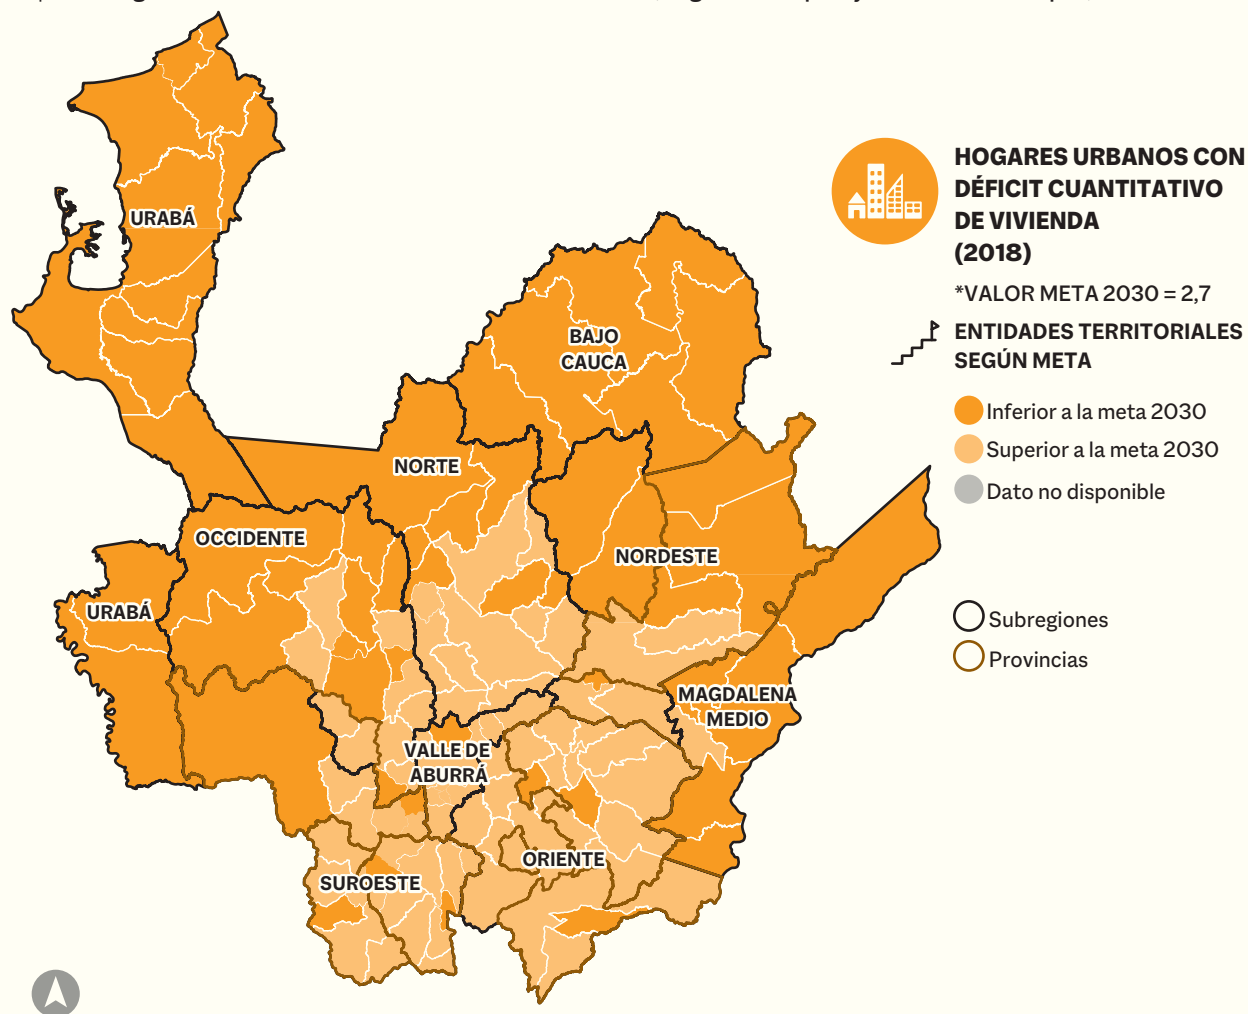 HOGARES URBANOS CON
DÉFICIT CUANTITATIVO
DE VIVIENDA
(2018)
*VALOR META 2030 = 2,7
ENTIDADES TERRITORIALES
SEGÚN META
Inferior a la meta 2030
Superior a la meta 2030
Dato no disponible
Subregiones
Provincias
URABÁ
BAJO
CAUCA
NORTE
OCCIDENTE
NORDESTE
URABÁ
MAGDALENA
MEDIO
VALLE DE
ABURRÁ
ORIENTE
SUROESTE